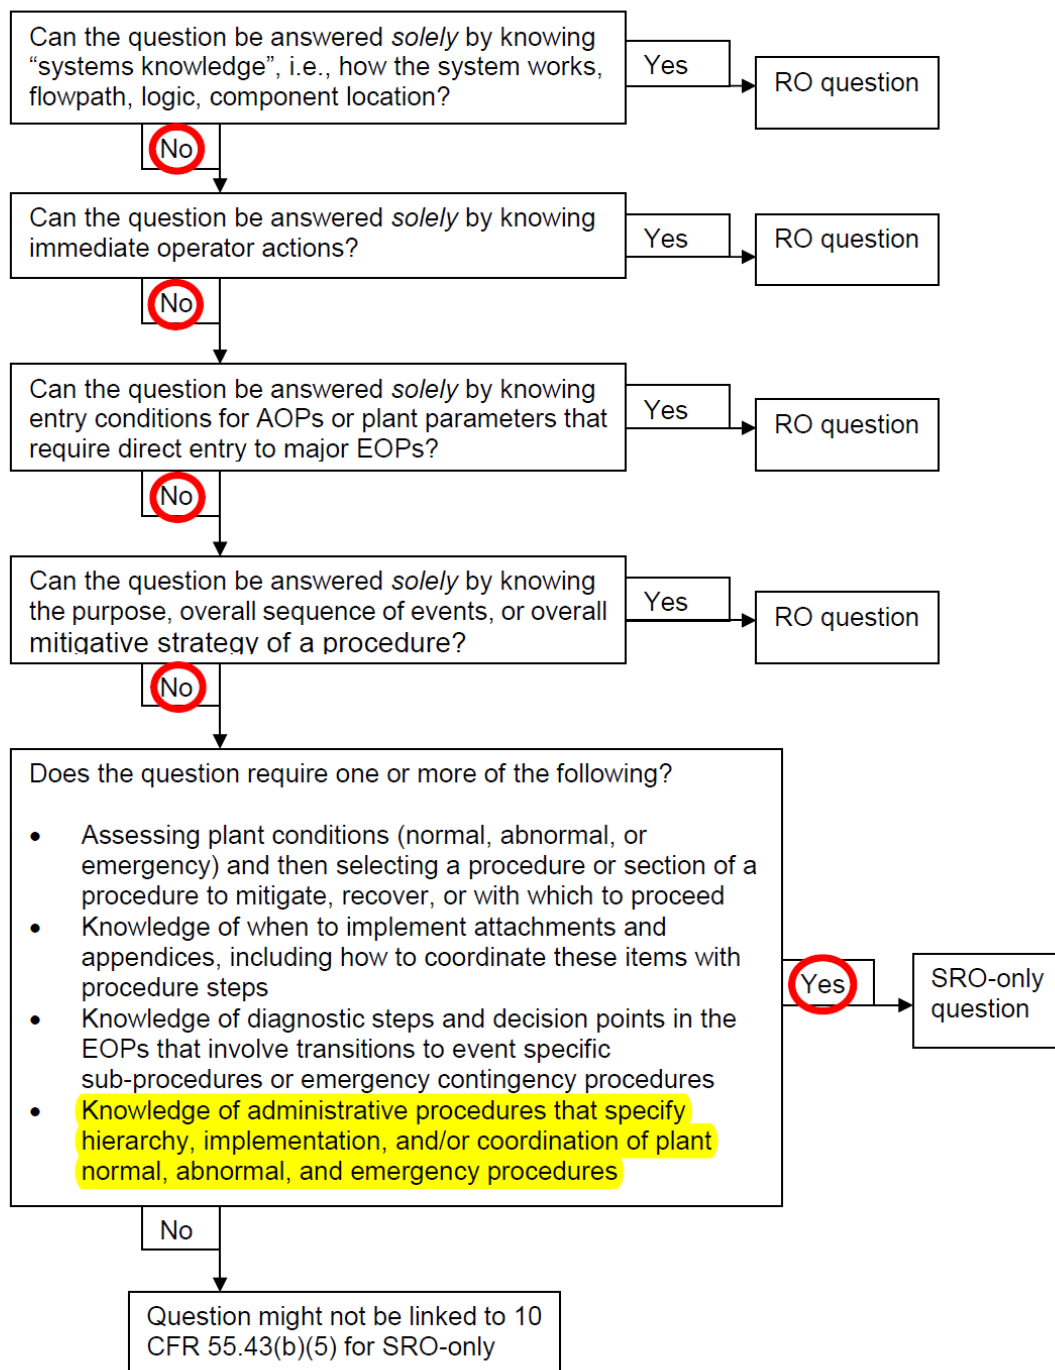 Can the question be answered solely by knowing
“systems knowledge”, i.e., how the system works,
flowpath, logic, component location?
Yes
RO question
No
Can the question be answered solely by knowing
immediate operator actions?
Yes
RO question
No
Can the question be answered solely by knowing
entry conditions for AOPs or plant parameters that
require direct entry to major EOPs?
Yes
RO question
No
Can the question be answered solely by knowing
the purpose, overall sequence of events, or overall
mitigative strategy of a procedure?
Yes
RO question
No
Does the question require one or more of the following?
• Assessing plant conditions (normal, abnormal, or
emergency) and then selecting a procedure or section of a
procedure to mitigate, recover, or with which to proceed
• Knowledge of when to implement attachments and
appendices, including how to coordinate these items with
procedure steps
• Knowledge of diagnostic steps and decision points in the
EOPs that involve transitions to event specific
sub-procedures or emergency contingency procedures
• Knowledge of administrative procedures that specify
hierarchy, implementation, and/or coordination of plant
normal, abnormal, and emergency procedures
Yes
SRO-only
question
No
Question might not be linked to 10
CFR 55.43(b)(5) for SRO-only